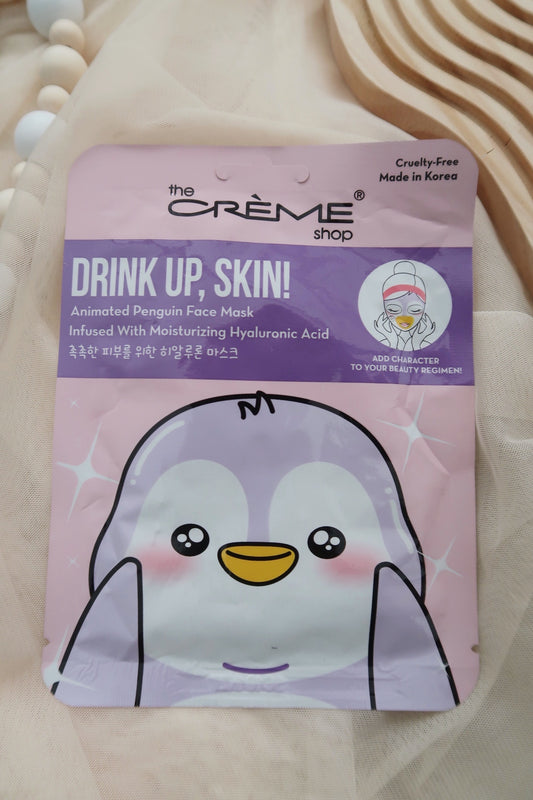 Cruelty-Free
Made in Korea
the
CRÈME®
shop
DRINK UP, SKIN!
Animated Penguin Face Mask
Infused With Moisturizing Hyaluronic Acid
촉촉한 피부를 위한 히알루론 마스크
ADD CHARACTER
TO YOUR BEAUTY REGIMEN!